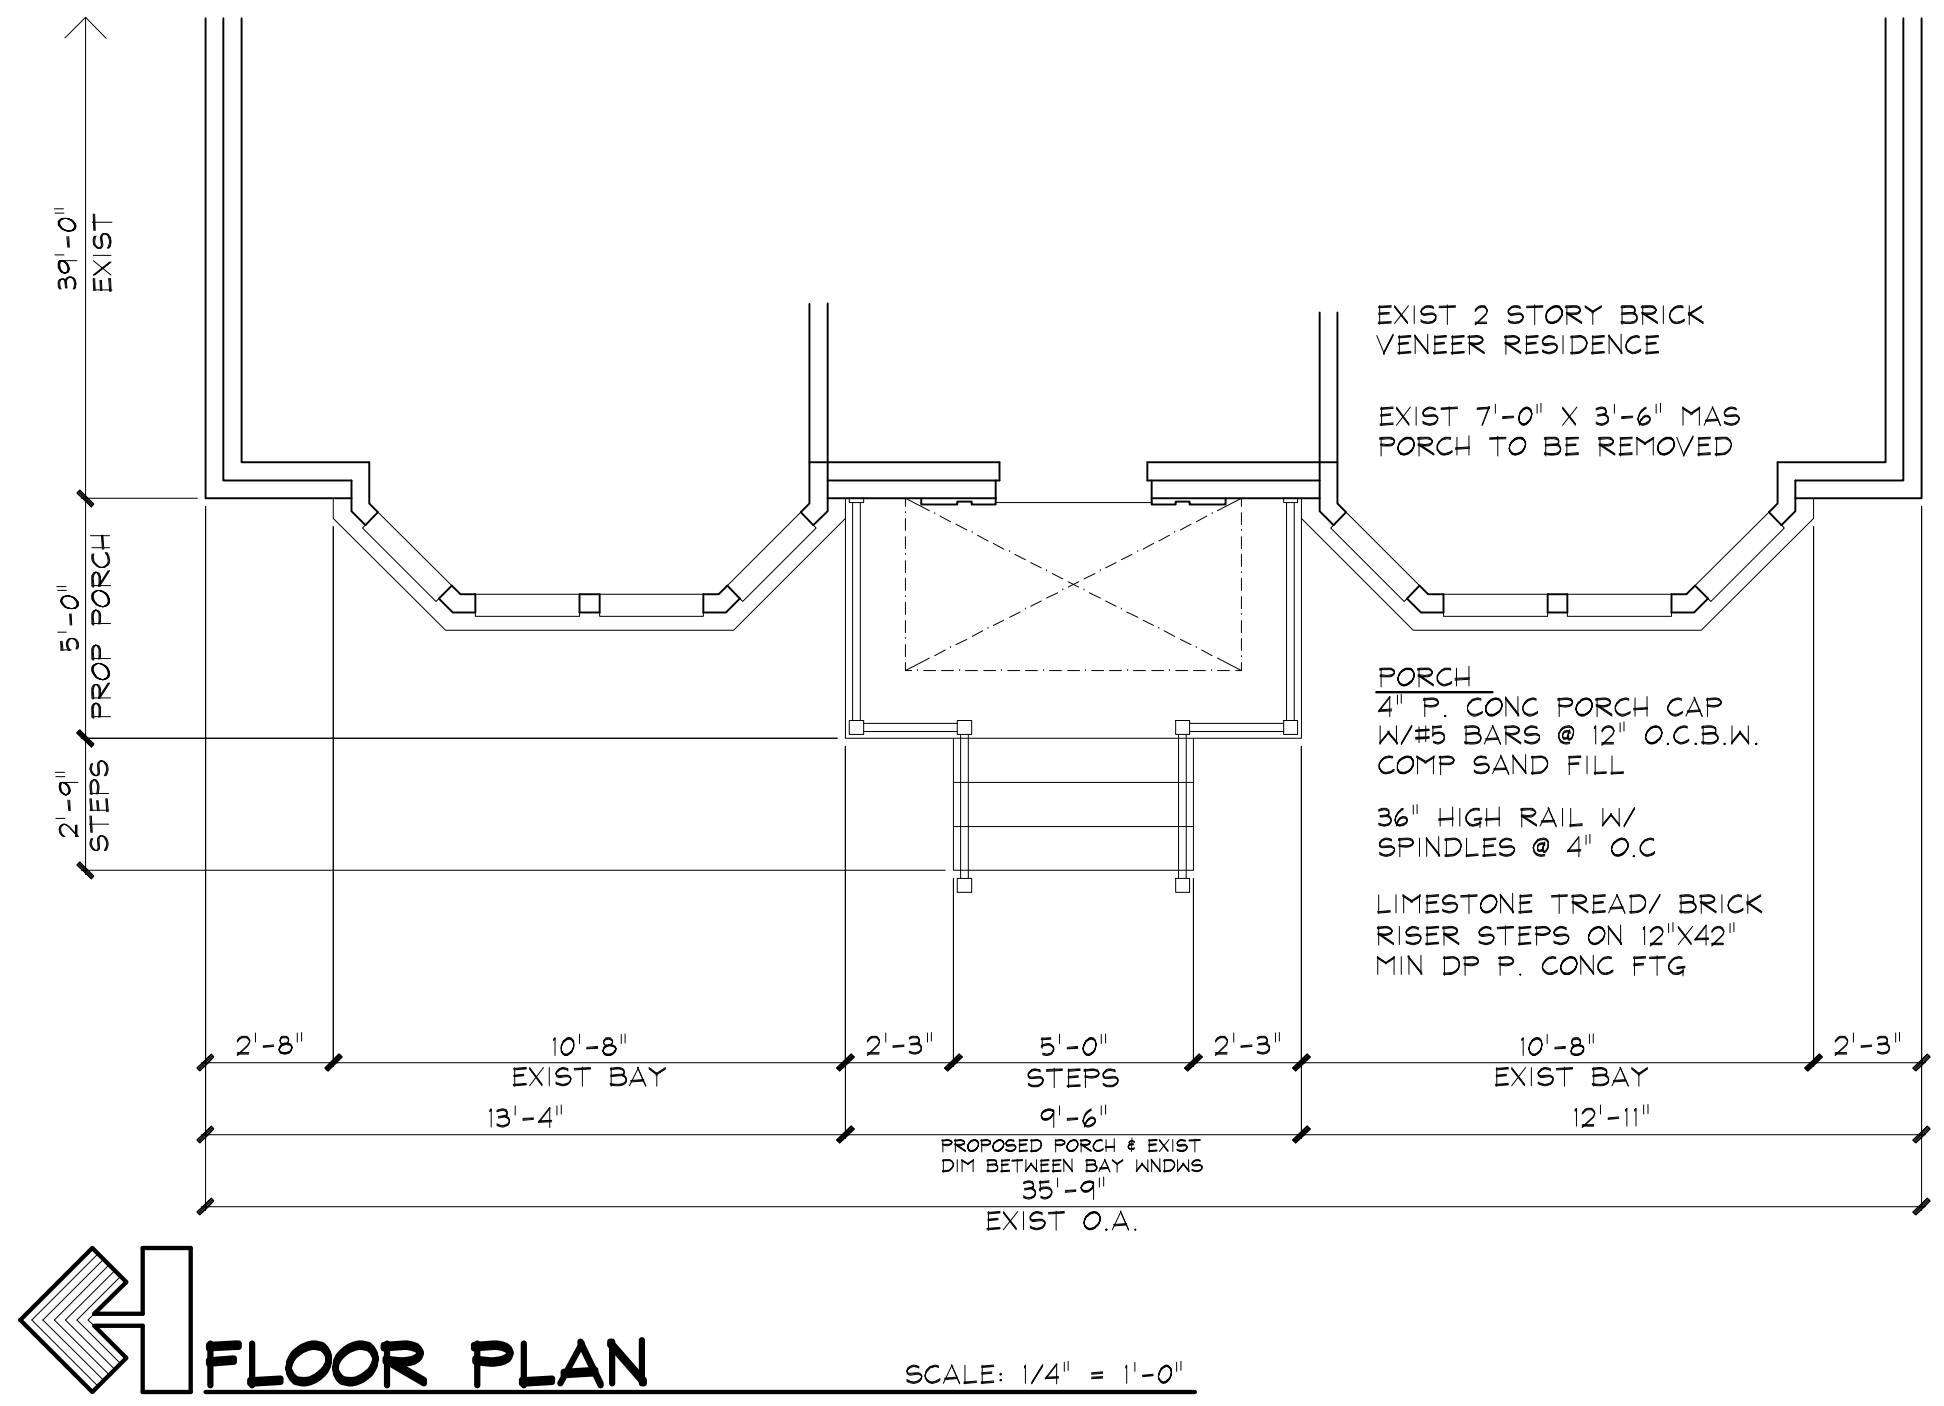 39'-0"
EXIST
EXIST 2 STORY BRICK
VENEER RESIDENCE
EXIST 7'-0" X 3'-6" MAS
PORCH TO BE REMOVED
5'-0"
PROP PORCH
2'-9"
STEPS
PORCH
4" P. CONC PORCH CAP
W/#5 BARS @ 12" O.C.B.W.
COMP SAND FILL
36" HIGH RAIL W/
SPINDLES @ 4" O.C
LIMESTONE TREAD/ BRICK
RISER STEPS ON 12"X42"
MIN DP P. CONC FTG
2'-8" 10'-8" 2'-3" 5'-0" 2'-3" 10'-8" 2'-3"
EXIST BAY STEPS EXIST BAY
13'-4" 9'-6" 12'-11"
PROPOSED PORCH & EXIST
DIM BETWEEN BAY WNDWS
35'-9"
EXIST O.A.
FLOOR PLAN
SCALE: 1/4" = 1'-0"